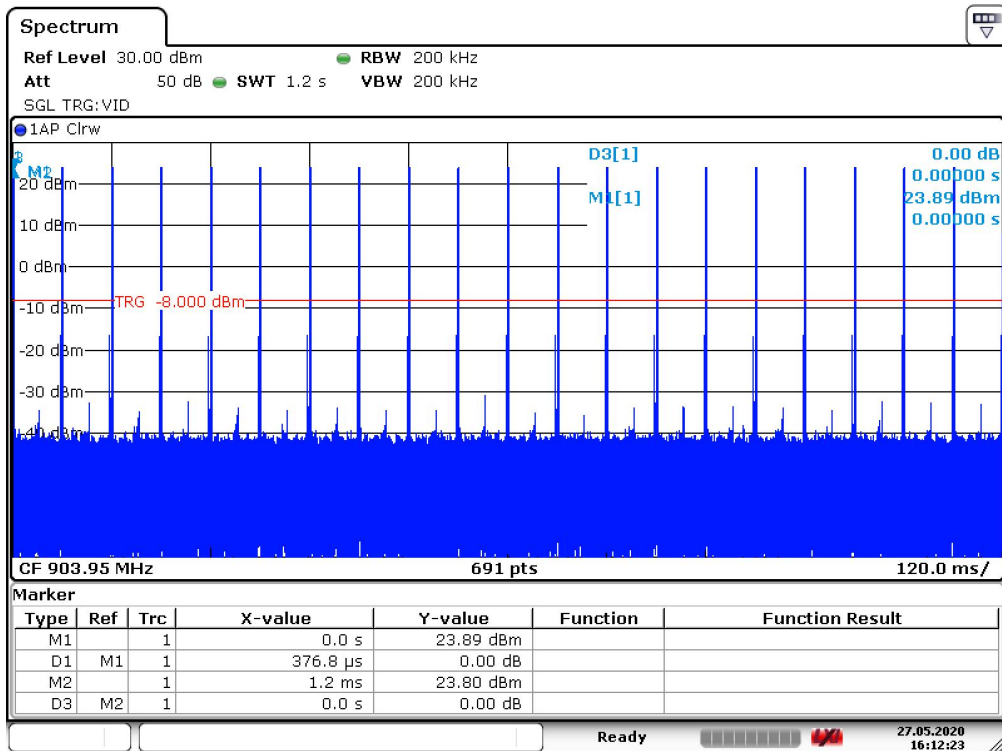 Spectrum
Ref Level 30.00 dBm RBW 200 kHz
Att 50 dB SWT 1.2 s VBW 200 kHz
SGL TRG:VID
1AP Clrw
D3[1] 0.00 dB
0.00000 s
M1[1] 23.89 dBm
0.00000 s
M2
20 dBm
10 dBm
0 dBm
TRG -8.000 dBm
-10 dBm
-20 dBm
-30 dBm
-40 dBm
CF 903.95 MHz 691 pts 120.0 ms/
Marker
Type Ref Trc X-value Y-value Function Function Result
M1 1 0.0 s 23.89 dBm
D1 M1 1 376.8 µs 0.00 dB
M2 1 1.2 ms 23.80 dBm
D3 M2 1 0.0 s 0.00 dB
Ready 27.05.2020
16:12:23